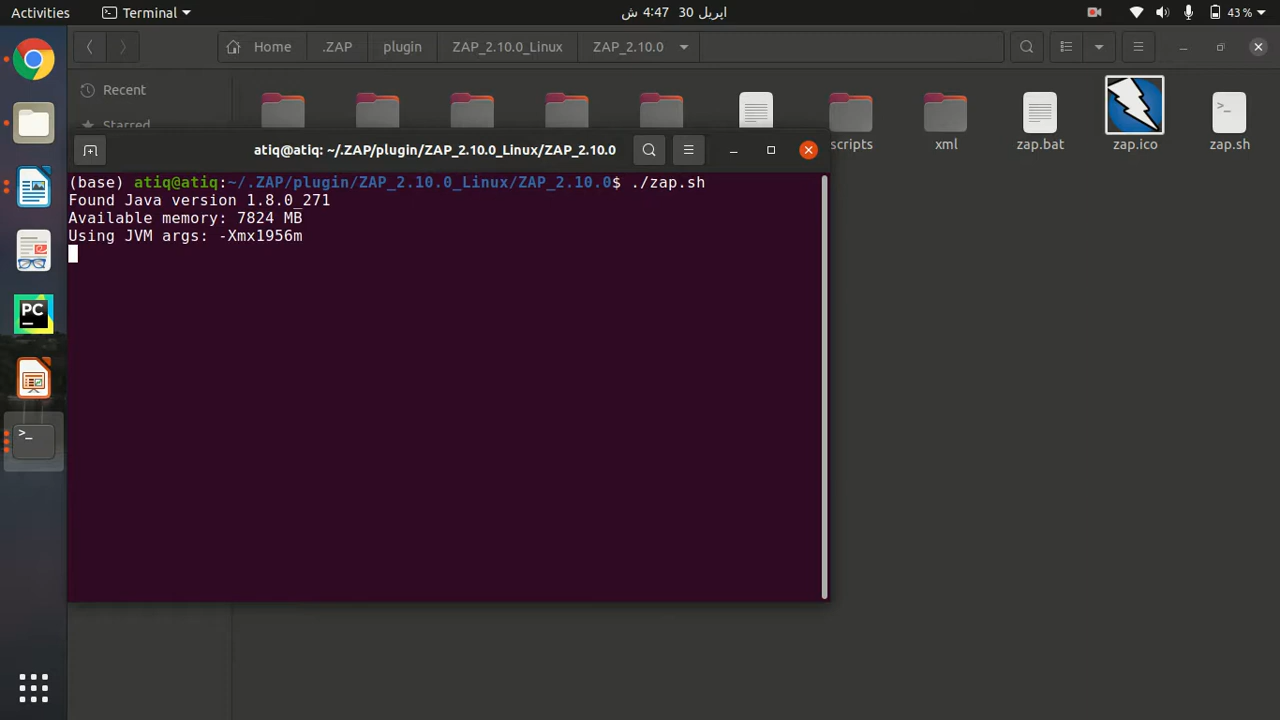 Activities
Terminal
اپریل 30 4:47 ش
43 %
Home
.ZAP
plugin
ZAP_2.10.0_Linux
ZAP_2.10.0
Recent
Starred
scripts
xml
zap.bat
zap.ico
zap.sh
atiq@atiq: ~/.ZAP/plugin/ZAP_2.10.0_Linux/ZAP_2.10.0
(base) atiq@atiq:~/.ZAP/plugin/ZAP_2.10.0_Linux/ZAP_2.10.0$ ./zap.sh
Found Java version 1.8.0_271
Available memory: 7824 MB
Using JVM args: -Xmx1956m
PC
>_